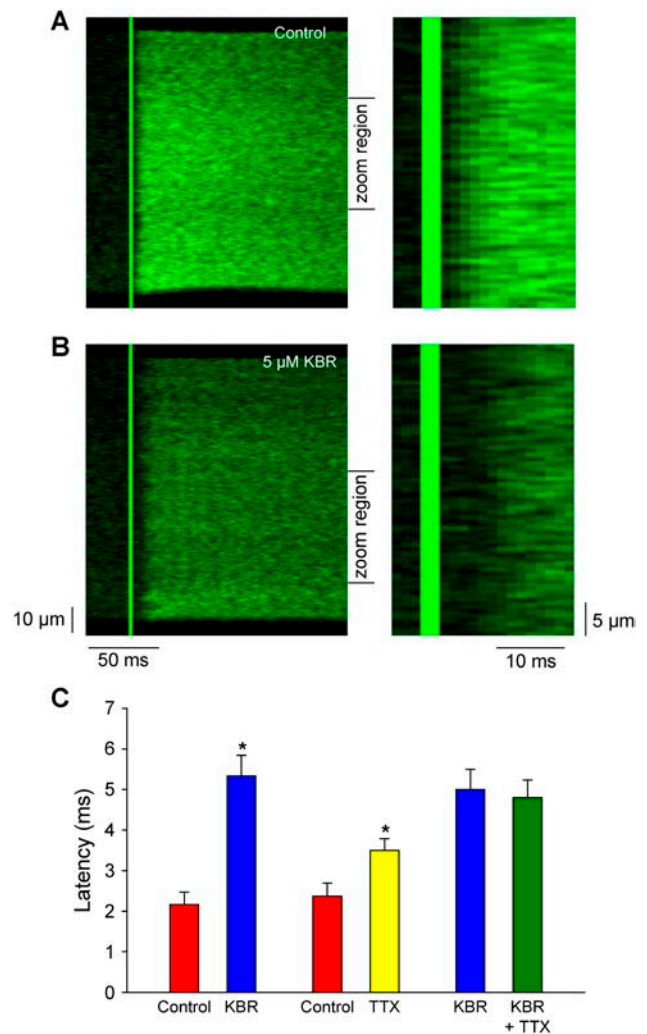 A
Control
zoom region
B
5 µM KBR
zoom region
10 µm
5 µm
50 ms
10 ms
C
Latency (ms)
7
6
5
4
3
2
1
0
*
*
Control
KBR
Control
TTX
KBR
KBR
+ TTX